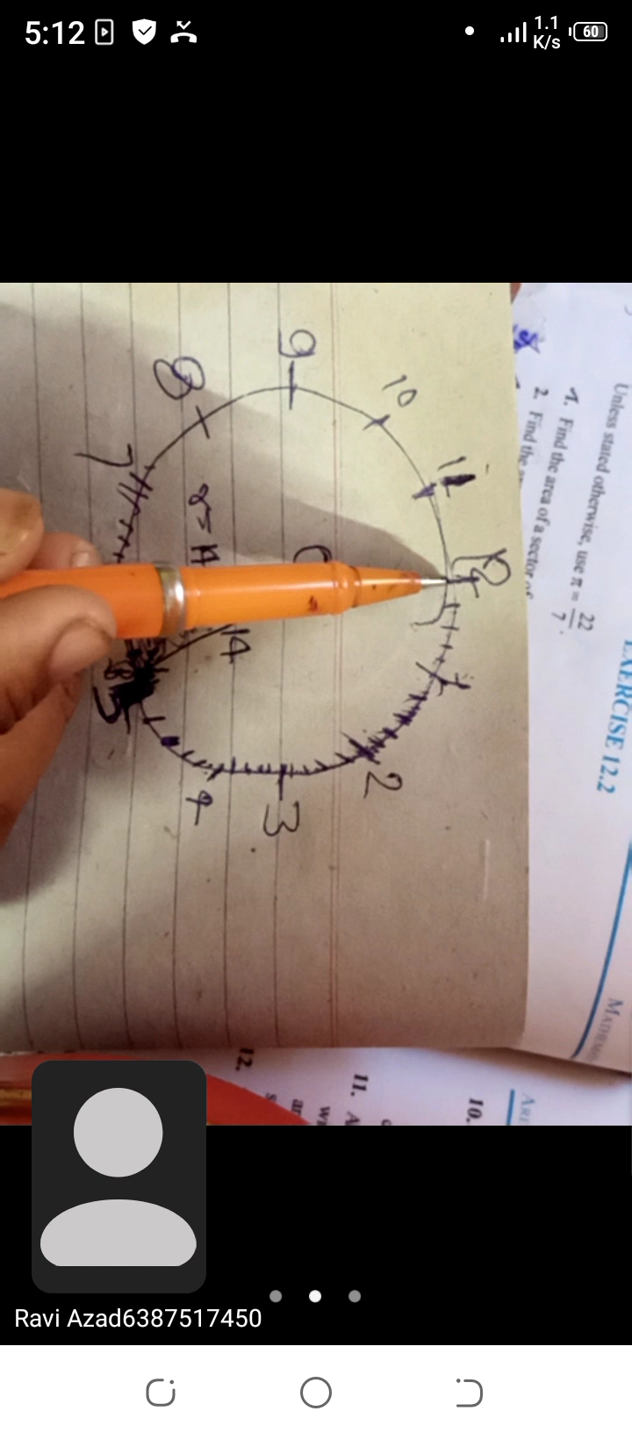 5:12
1.1
K/s
60
EXERCISE 12.2
Unless stated otherwise, use π = 22/7.
1. Find the area of a sector of
2. Find the
12
1
2
3
4
5
7
8
9
10
11
r=14
14
10.
11. A
12.
Ravi Azad6387517450